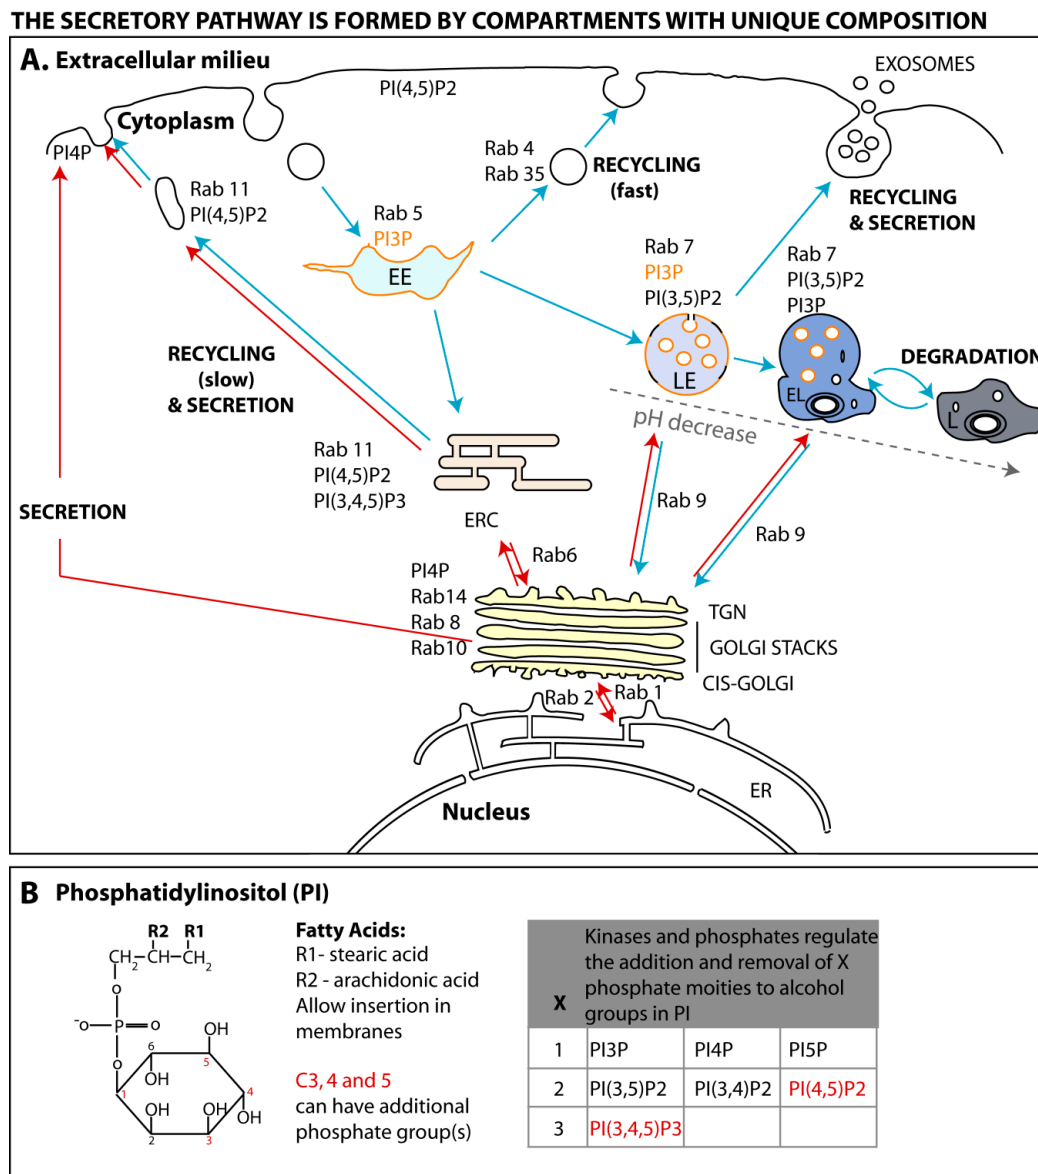 THE SECRETORY PATHWAY IS FORMED BY COMPARTMENTS WITH UNIQUE COMPOSITION
A. Extracellular milieu
EXOSOMES
PI(4,5)P2
Cytoplasm
PI4P
Rab 4
Rab 35
RECYCLING
(fast)
Rab 11
PI(4,5)P2
RECYCLING
& SECRETION
Rab 5
PI3P
EE
Rab 7
PI3P
PI(3,5)P2
LE
Rab 7
PI(3,5)P2
PI3P
EL
DEGRADATION
L
pH decrease
RECYCLING
(slow)
& SECRETION
Rab 11
PI(4,5)P2
PI(3,4,5)P3
ERC
SECRETION
Rab 9
Rab 9
Rab6
PI4P
Rab14
Rab 8
Rab10
TGN
GOLGI STACKS
CIS-GOLGI
Rab 2
Rab 1
ER
Nucleus
B Phosphatidylinositol (PI)
R2 R1
CH2 CH CH2
O
-O P O
O
6
OH
OH
5
1
4
OH
OH
OH
2
3
Fatty Acids:
R1- stearic acid
R2 - arachidonic acid
Allow insertion in
membranes
C3, 4 and 5
can have additional
phosphate group(s)
X
Kinases and phosphates regulate
the addition and removal of X
phosphate moities to alcohol
groups in PI
1 PI3P PI4P PI5P
2 PI(3,5)P2 PI(3,4)P2 PI(4,5)P2
3 PI(3,4,5)P3